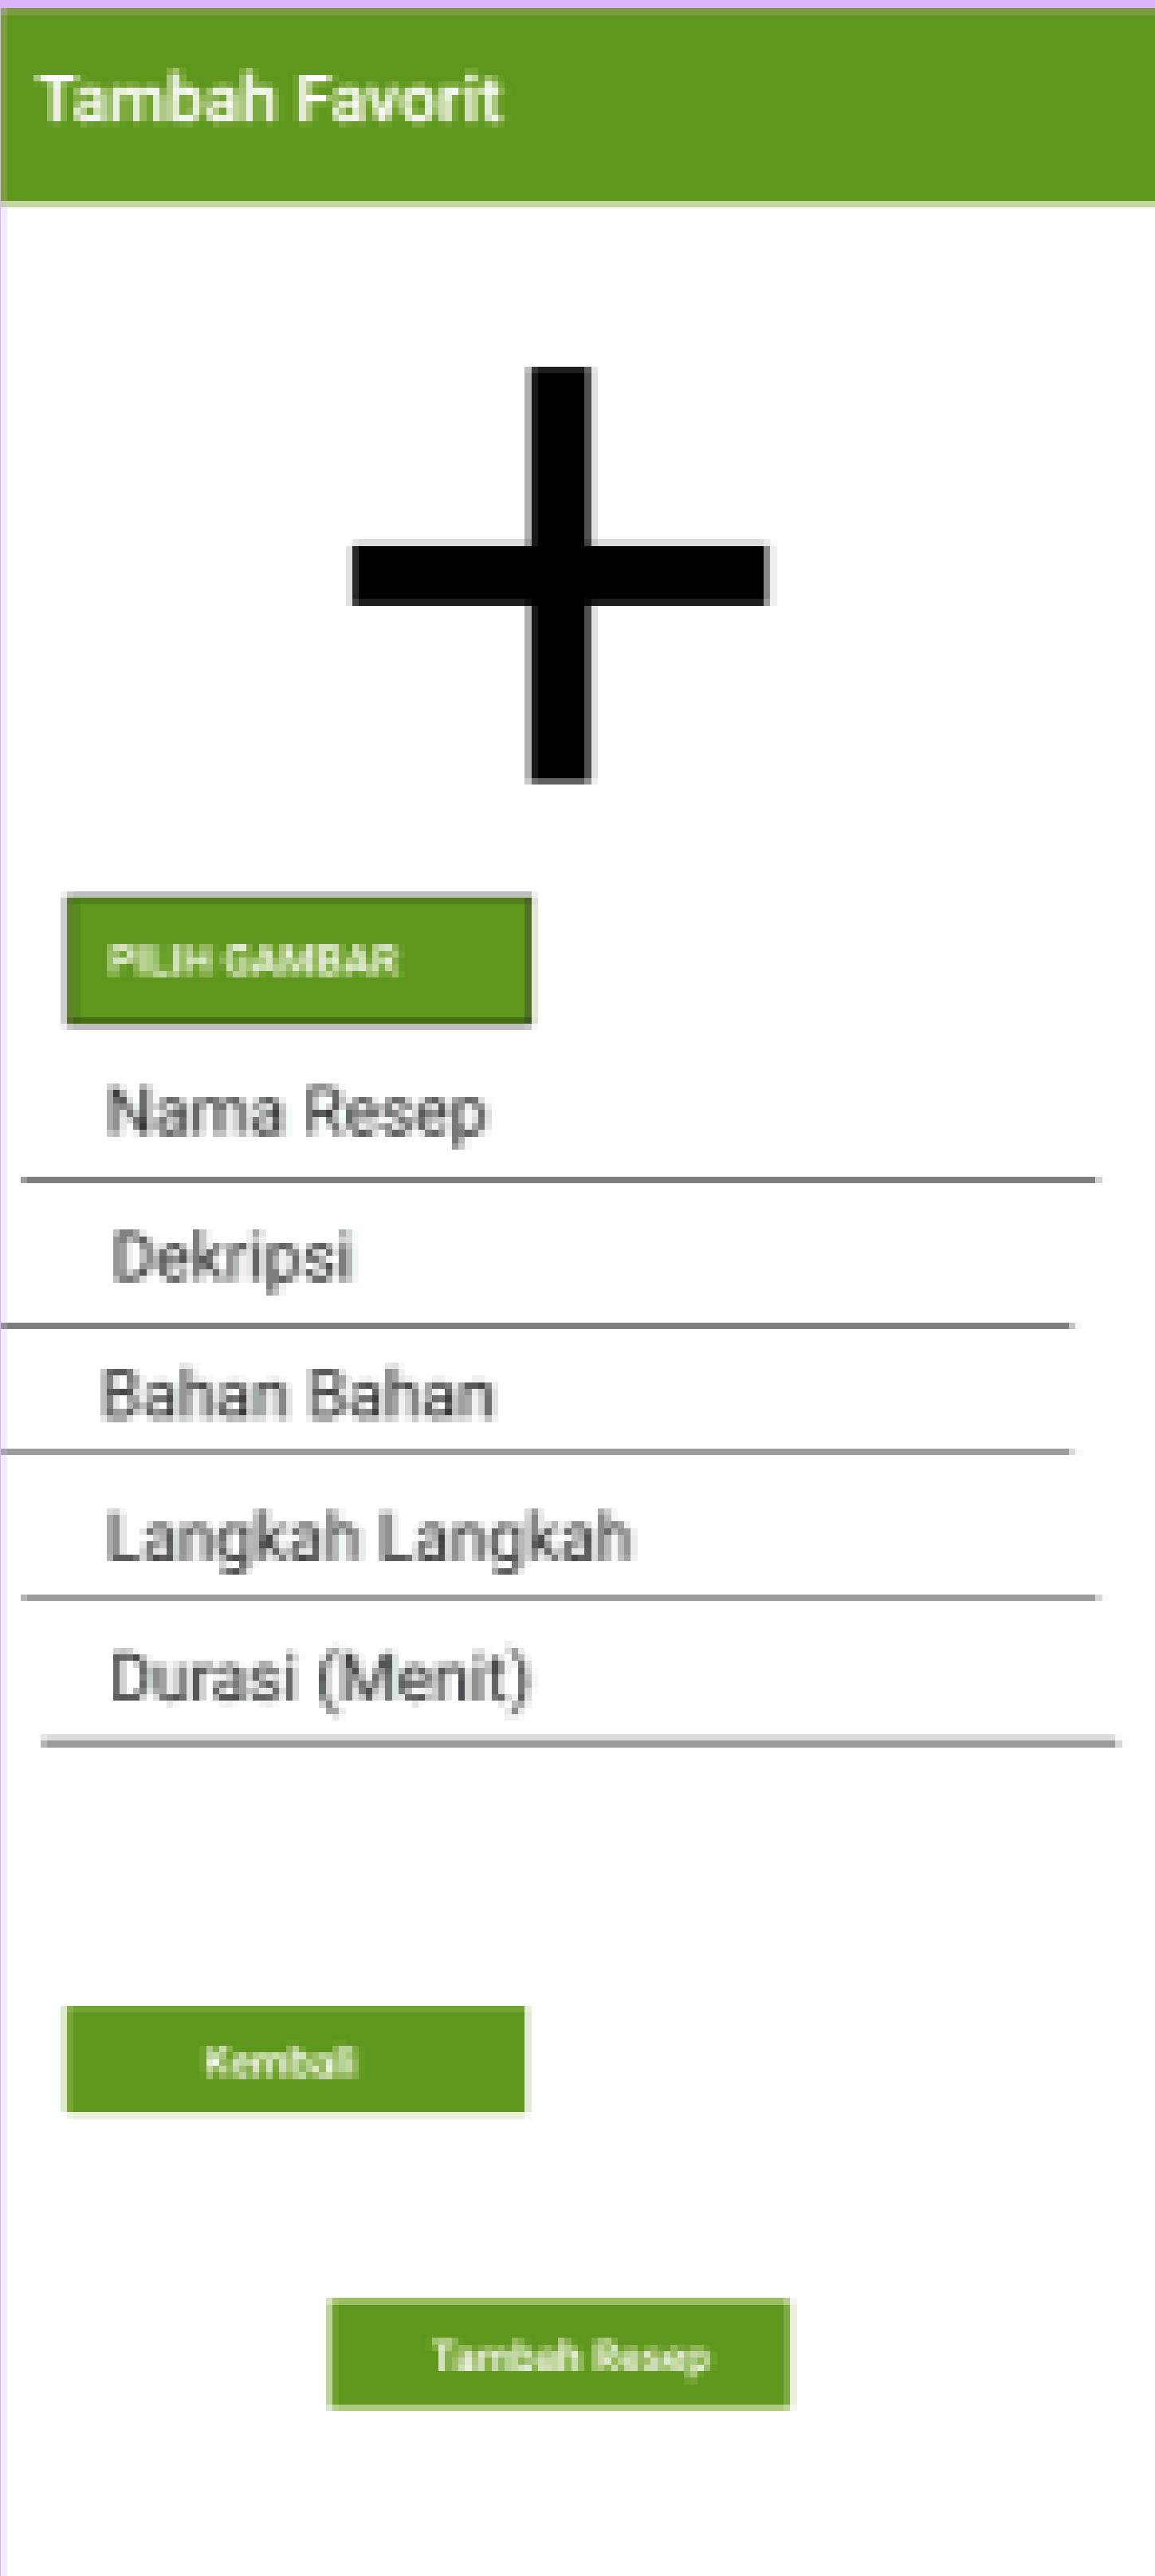 Tambah Favorit
PILIH GAMBAR
Nama Resep
Dekripsi
Bahan Bahan
Langkah Langkah
Durasi (Menit)
Kembali
Tambah Resep